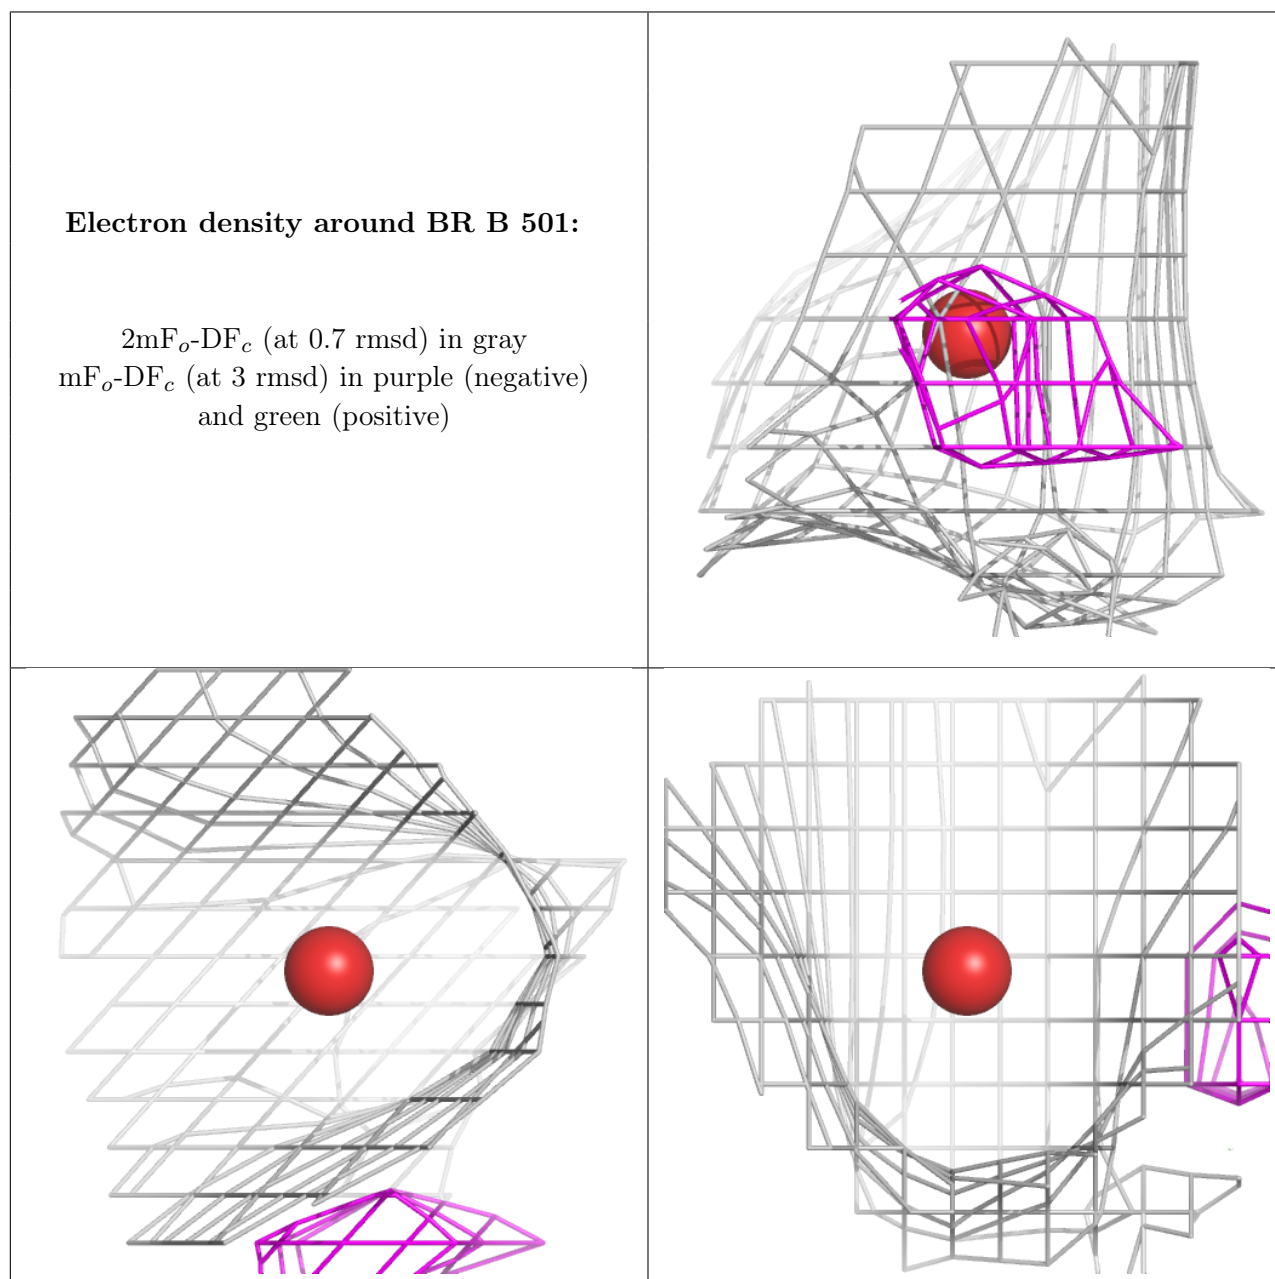 Electron density around BR B 501:
2mFₒ-DF𝒸 (at 0.7 rmsd) in gray
mFₒ-DF𝒸 (at 3 rmsd) in purple (negative)
and green (positive)